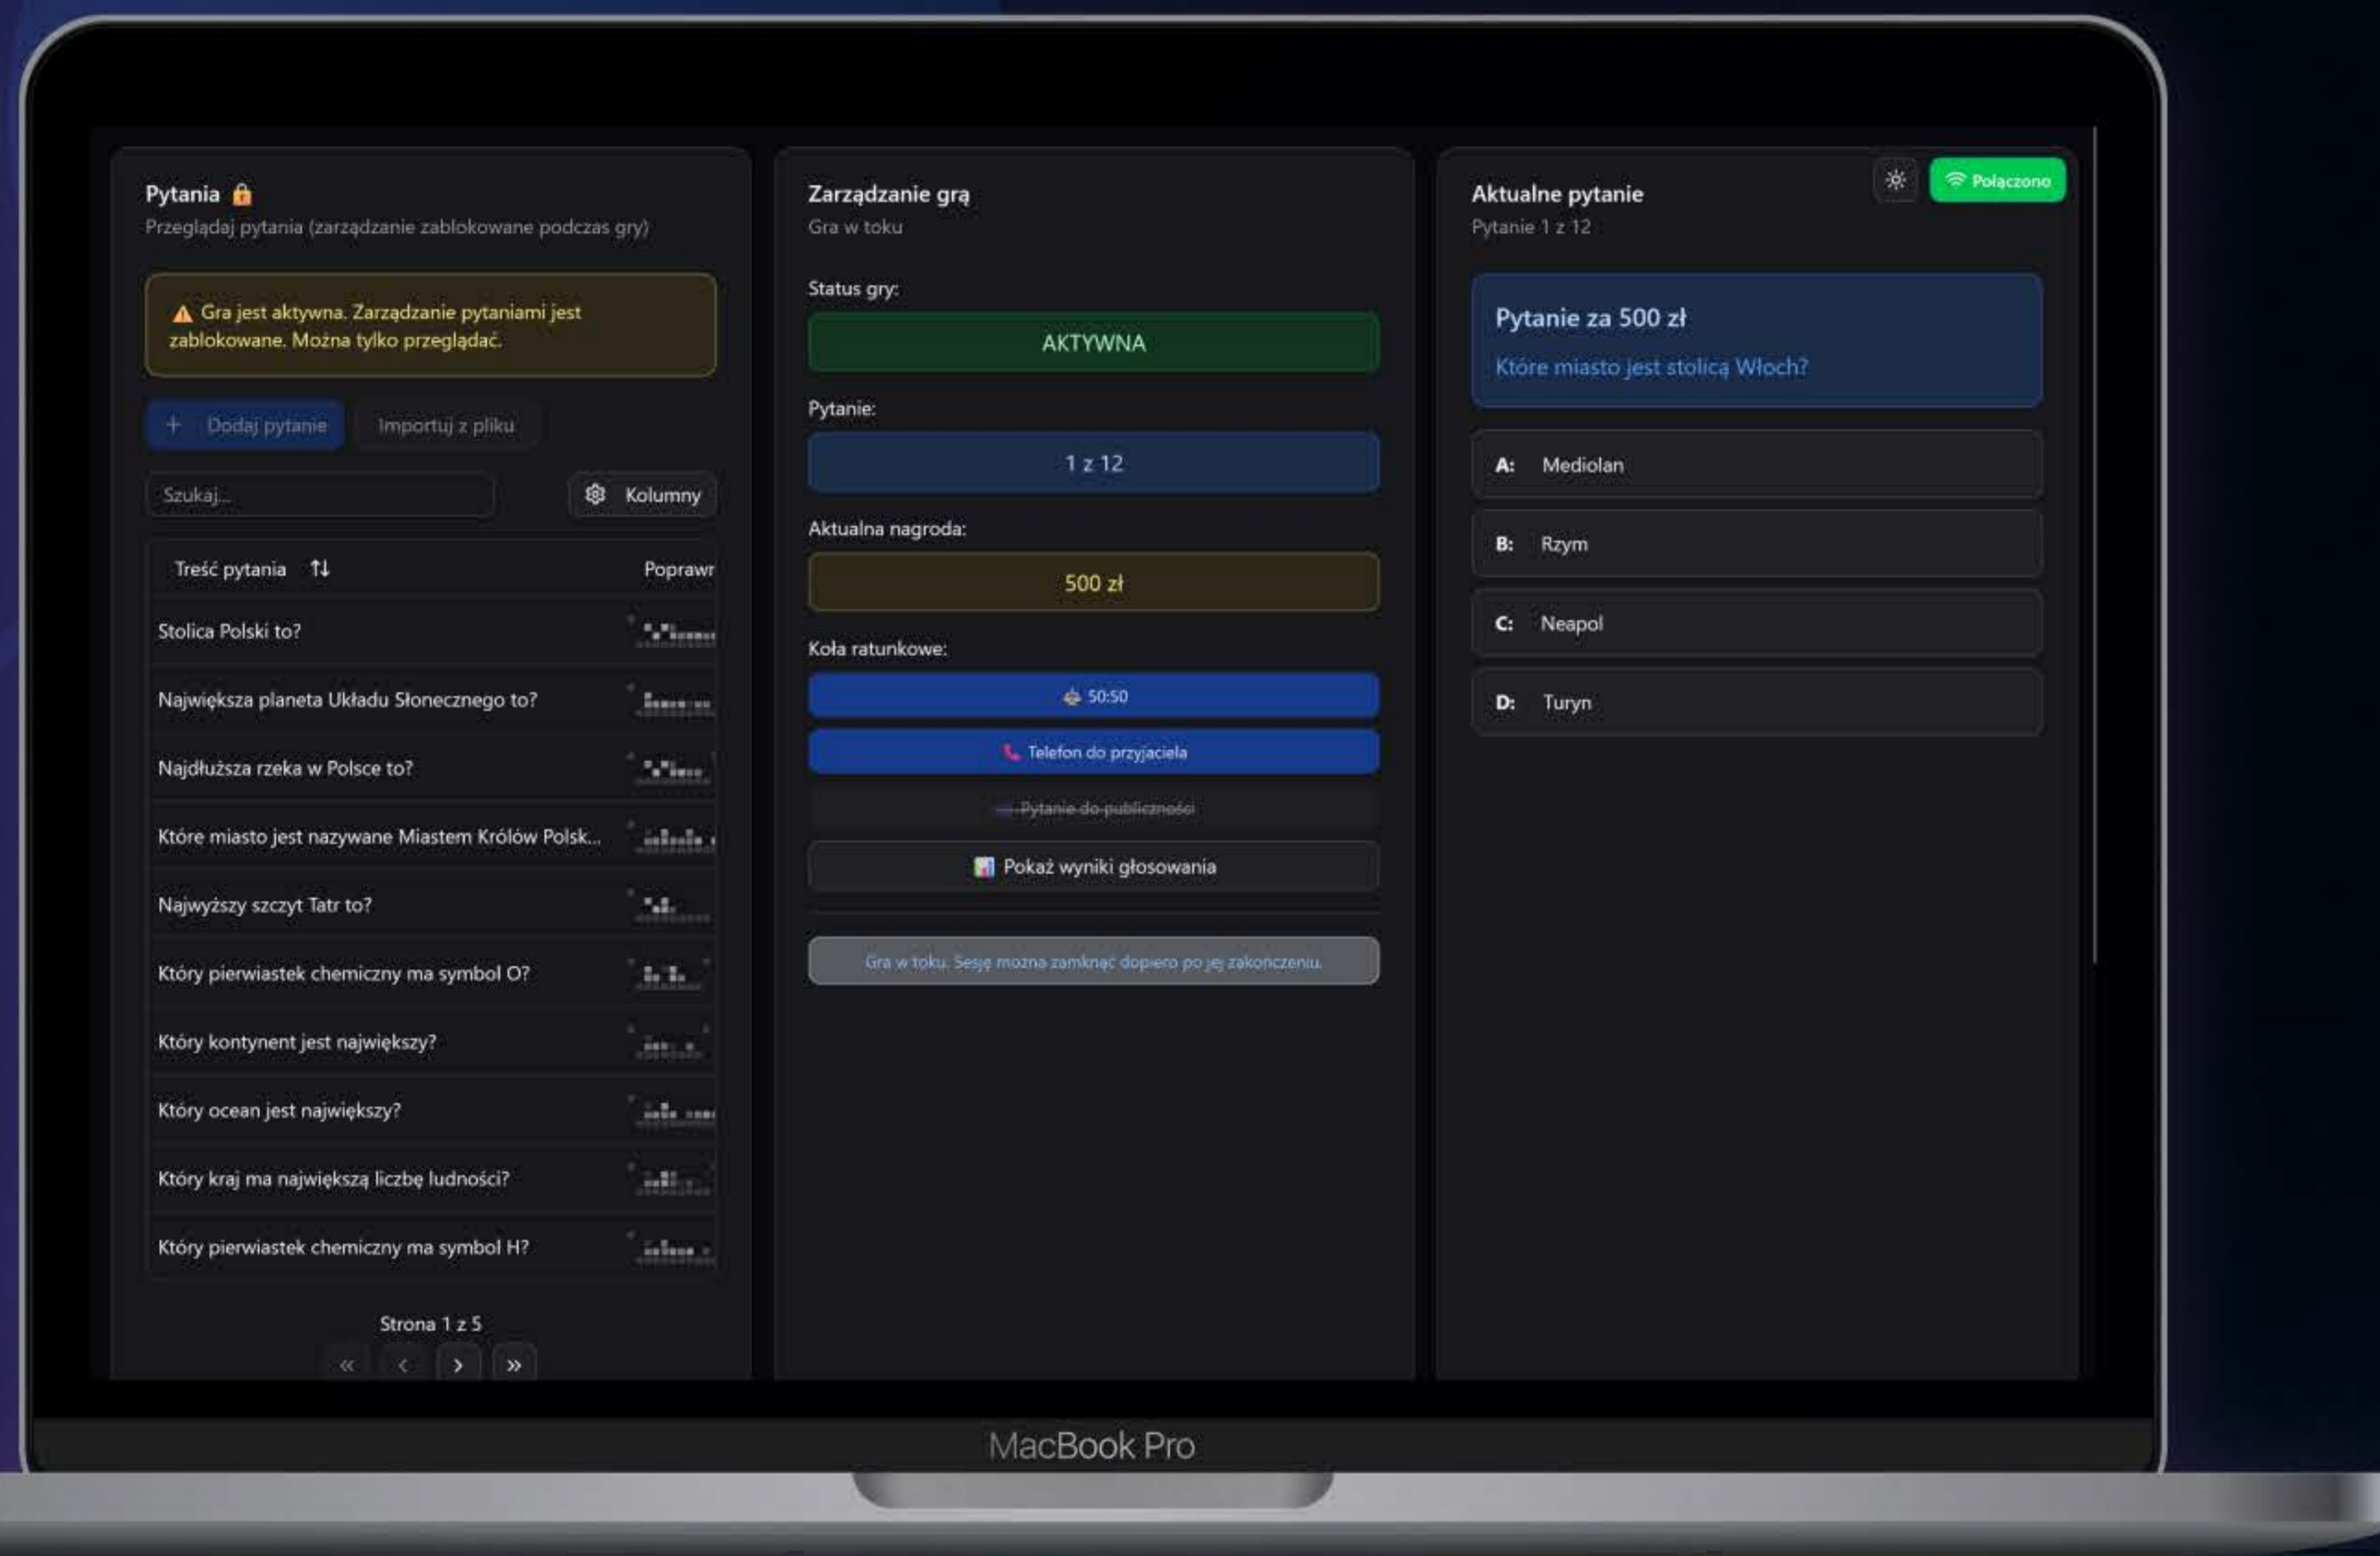 Pytania 🔒
Przeglądaj pytania (zarządzanie zablokowane podczas gry)
⚠️ Gra jest aktywna. Zarządzanie pytaniami jest
zablokowane. Można tylko przeglądać.
+ Dodaj pytanie
Importuj z pliku
Szukaj...
Kolumny
Treść pytania ↑↓
Poprawr
Stolica Polski to?
Największa planeta Układu Słonecznego to?
Najdłuższa rzeka w Polsce to?
Które miasto jest nazywane Miastem Królów Polsk...
Najwyższy szczyt Tatr to?
Który pierwiastek chemiczny ma symbol O?
Który kontynent jest największy?
Który ocean jest największy?
Który kraj ma największą liczbę ludności?
Który pierwiastek chemiczny ma symbol H?
Strona 1 z 5
« ‹ › »
Zarządzanie grą
Gra w toku
Status gry:
AKTYWNA
Pytanie:
1 z 12
Aktualna nagroda:
500 zł
Koła ratunkowe:
50:50
📞 Telefon do przyjaciela
Pytanie do publiczności
📊 Pokaż wyniki głosowania
Gra w toku. Sesję można zamknąć dopiero po jej zakończeniu.
Aktualne pytanie
Pytanie 1 z 12
Połączono
Pytanie za 500 zł
Które miasto jest stolicą Włoch?
A: Mediolan
B: Rzym
C: Neapol
D: Turyn
MacBook Pro